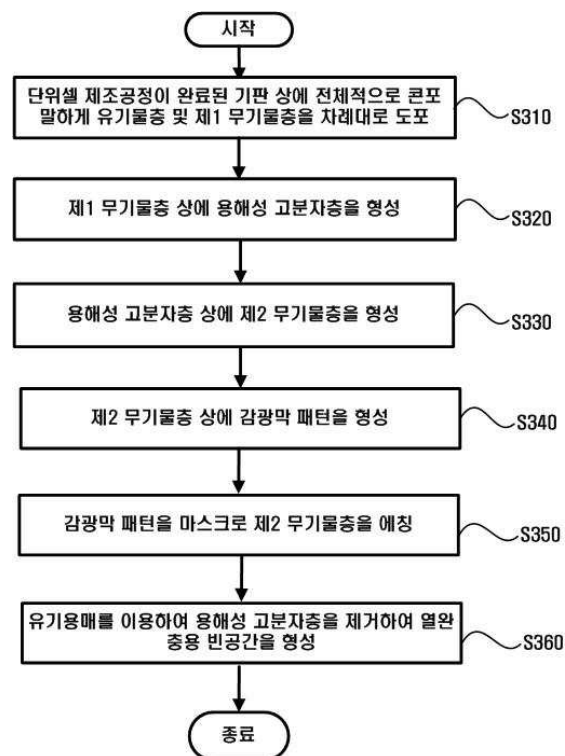 시작
단위셀 제조공정이 완료된 기판 상에 전체적으로 콘포
말하게 유기물층 및 제1 무기물층을 차례대로 도포
S310
제1 무기물층 상에 용해성 고분자층을 형성
S320
용해성 고분자층 상에 제2 무기물층을 형성
S330
제2 무기물층 상에 감광막 패턴을 형성
S340
감광막 패턴을 마스크로 제2 무기물층을 에칭
S350
유기용매를 이용하여 용해성 고분자층을 제거하여 열완
충용 빈공간을 형성
S360
종료